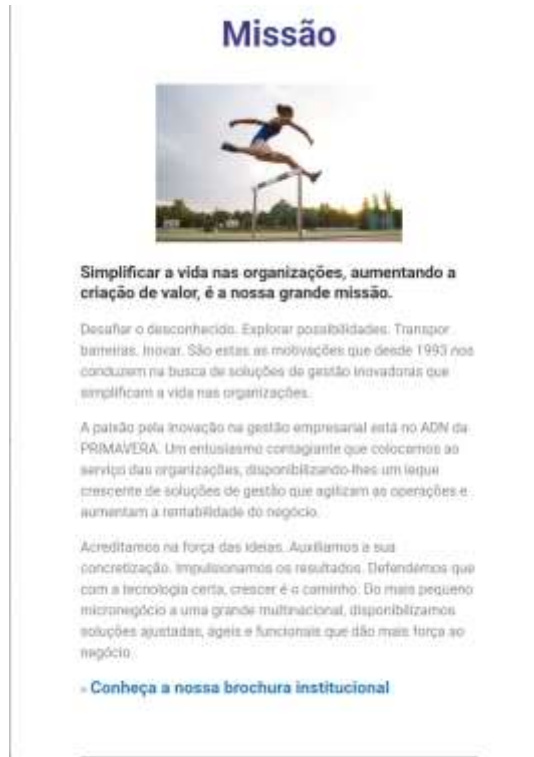 Missão
Simplificar a vida nas organizações, aumentando a
criação de valor, é a nossa grande missão.
Desafiar o desconhecido. Explorar possibilidades. Transpor
barreiras. Inovar. São estas as motivações que desde 1993 nos
conduzem na busca de soluções de gestão inovadoras que
simplificam a vida nas organizações.
A paixão pela inovação na gestão empresarial está no ADN da
PRIMAVERA. Um entusiasmo contagiante que colocamos ao
serviço das organizações, disponibilizando-lhes um leque
crescente de soluções de gestão que agilizam as operações e
aumentam a rentabilidade do negócio.
Acreditamos na força das ideias. Auxiliamos a sua
concretização. Impulsionamos os resultados. Defendemos que
com a tecnologia certa, crescer é o caminho. Do mais pequeno
micronegócio a uma grande multinacional, disponibilizamos
soluções ajustadas, ágeis e funcionais que dão mais força ao
negócio.
» Conheça a nossa brochura institucional